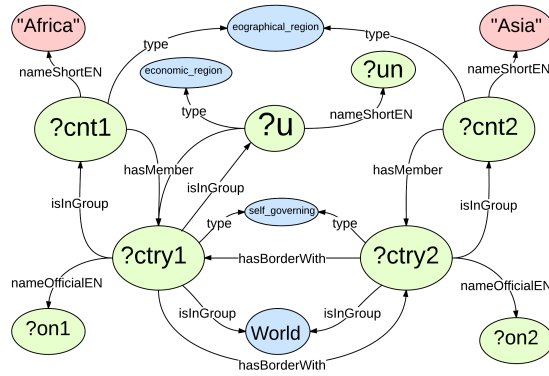 "Africa"
eographical_region
"Asia"
type
type
nameShortEN
economic_region
?un
nameShortEN
type
?cnt1
?u
nameShortEN
?cnt2
hasMember
hasMember
isInGroup
isInGroup
isInGroup
self_governing
type
type
?ctry1
hasBorderWith
?ctry2
nameOfficialEN
nameOfficialEN
isInGroup
isInGroup
?on1
World
?on2
hasBorderWith